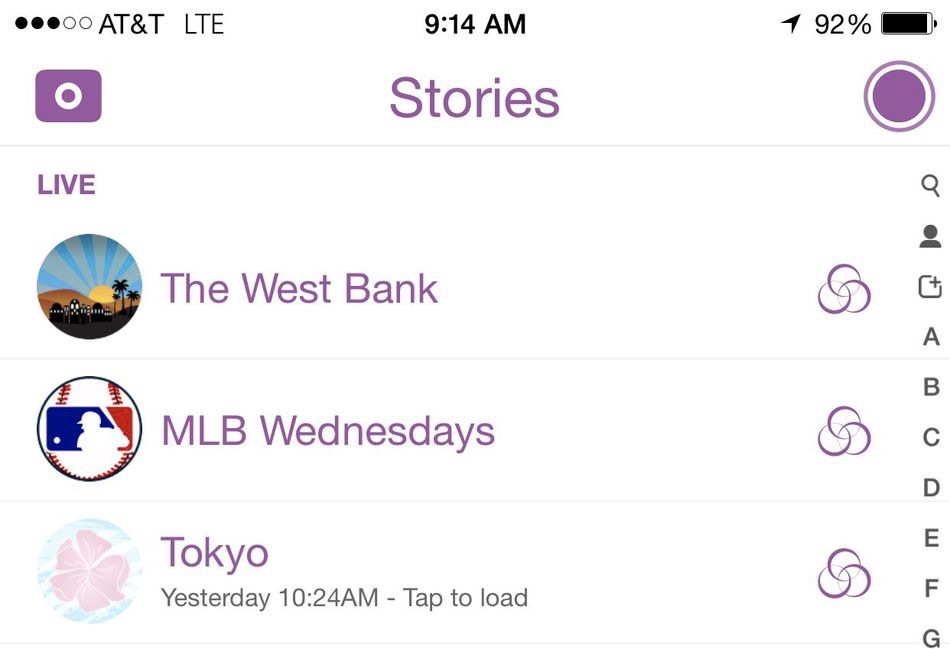 AT&T LTE 9:14 AM 92%
Stories
LIVE
The West Bank
MLB Wednesdays
Tokyo
Yesterday 10:24AM - Tap to load
A
B
C
D
E
F
G